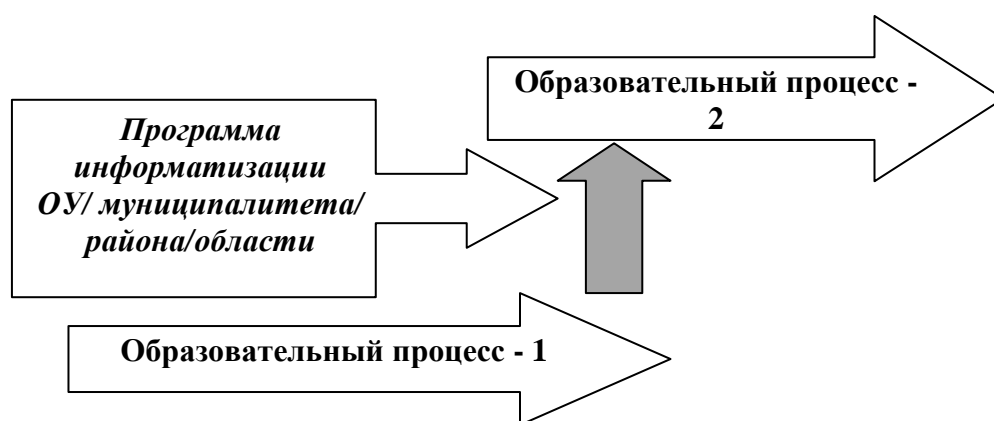 Образовательный процесс -
2
Программа
информатизации
ОУ/ муниципалитета/
района/области
Образовательный процесс - 1